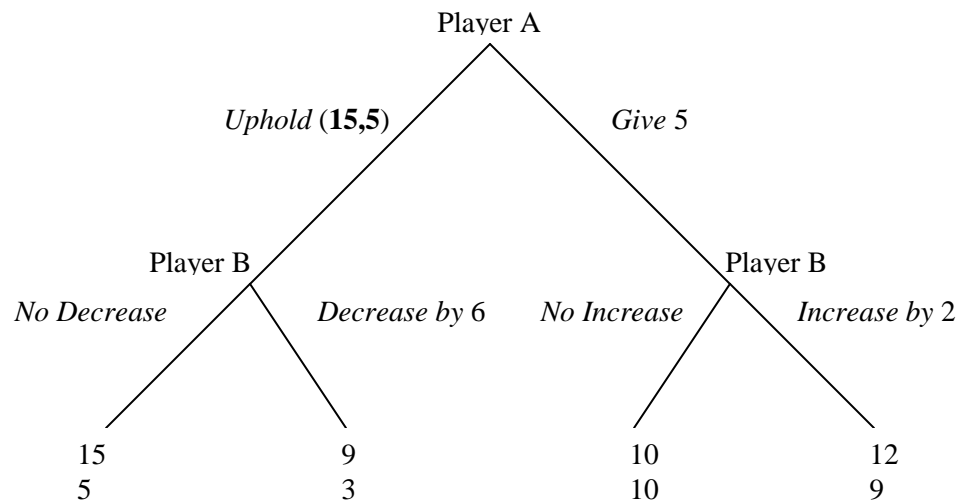 Player A
Uphold (15,5) Give 5
Player B Player B
No Decrease Decrease by 6 No Increase Increase by 2
15 9 10 12
5 3 10 9